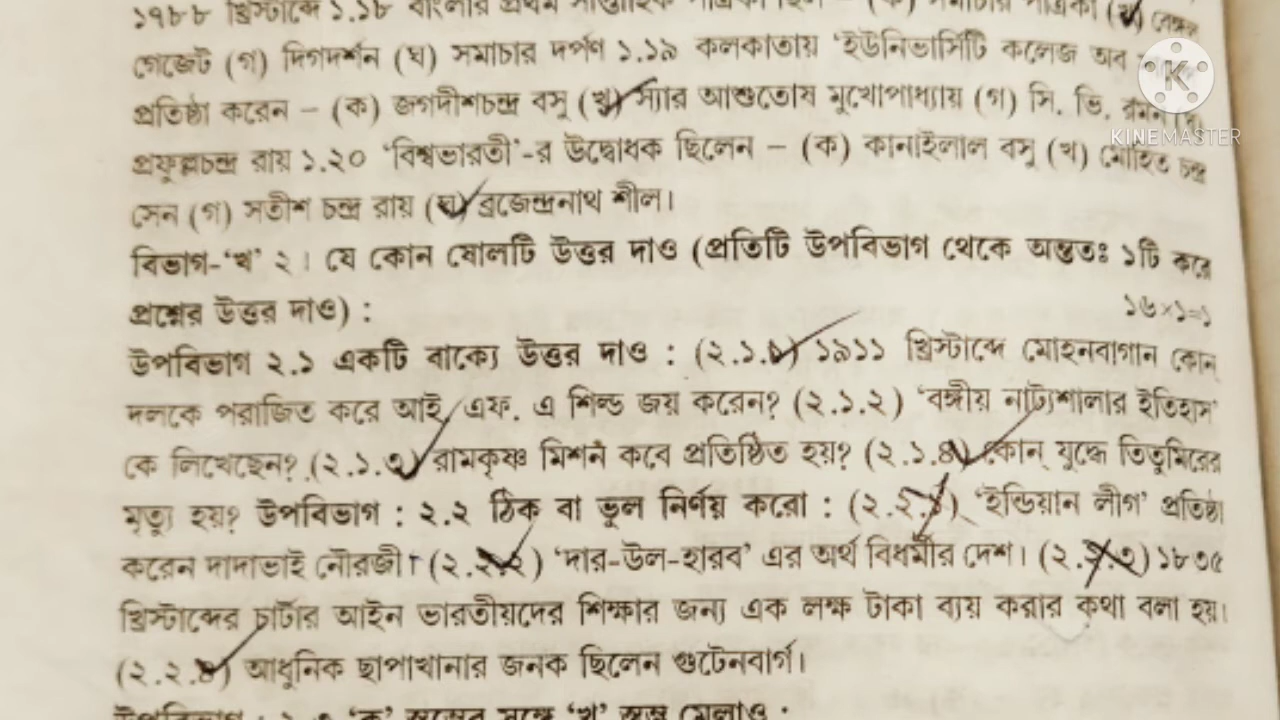 ১৭৮৮ খ্রিস্টাব্দে ১.১৮ বাংলার প্রথম সাপ্তাহিক পত্রিকা ছিল – (ক) সমাচার পত্রিকা (খ) বেঙ্গল
গেজেট (গ) দিগদর্শন (ঘ) সমাচার দর্পণ ১.১৯ কলকাতায় ‘ইউনিভার্সিটি কলেজ অব
প্রতিষ্ঠা করেন – (ক) জগদীশচন্দ্র বসু (খ) স্যার আশুতোষ মুখোপাধ্যায় (গ) সি. ভি. রমন
প্রফুল্লচন্দ্র রায় ১.২০ ‘বিশ্বভারতী’-র উদ্বোধক ছিলেন – (ক) কানাইলাল বসু (খ) মোহিত চন্দ্র
সেন (গ) সতীশ চন্দ্র রায় (ঘ) ব্রজেন্দ্রনাথ শীল।
বিভাগ-‘খ’ ২। যে কোন ষোলটি উত্তর দাও (প্রতিটি উপবিভাগ থেকে অন্ততঃ ১টি করে
প্রশ্নের উত্তর দাও) : ১৬×১=১
উপবিভাগ ২.১ একটি বাক্যে উত্তর দাও : (২.১.১) ১৯১১ খ্রিস্টাব্দে মোহনবাগান কোন
দলকে পরাজিত করে আই. এফ. এ শিল্ড জয় করেন? (২.১.২) ‘বঙ্গীয় নাট্যশালার ইতিহাস’
কে লিখেছেন? (২.১.৩) রামকৃষ্ণ মিশন কবে প্রতিষ্ঠিত হয়? (২.১.৪) কোন্ যুদ্ধে তিতুমিরের
মৃত্যু হয়? উপবিভাগ : ২.২ ঠিক বা ভুল নির্ণয় করো : (২.২.১) ‘ইন্ডিয়ান লীগ’ প্রতিষ্ঠা
করেন দাদাভাই নৌরজী। (২.২.২) ‘দার-উল-হারব’ এর অর্থ বিধর্মীর দেশ। (২.২.৩) ১৮৩৫
খ্রিস্টাব্দের চার্টার আইন ভারতীয়দের শিক্ষার জন্য এক লক্ষ টাকা ব্যয় করার কথা বলা হয়।
(২.২.৪) আধুনিক ছাপাখানার জনক ছিলেন গুটেনবার্গ।
উপবিভাগ : ২.৩ ‘ক’ স্তম্ভের সঙ্গে ‘খ’ স্তম্ভ মেলাও :
KINEMASTER